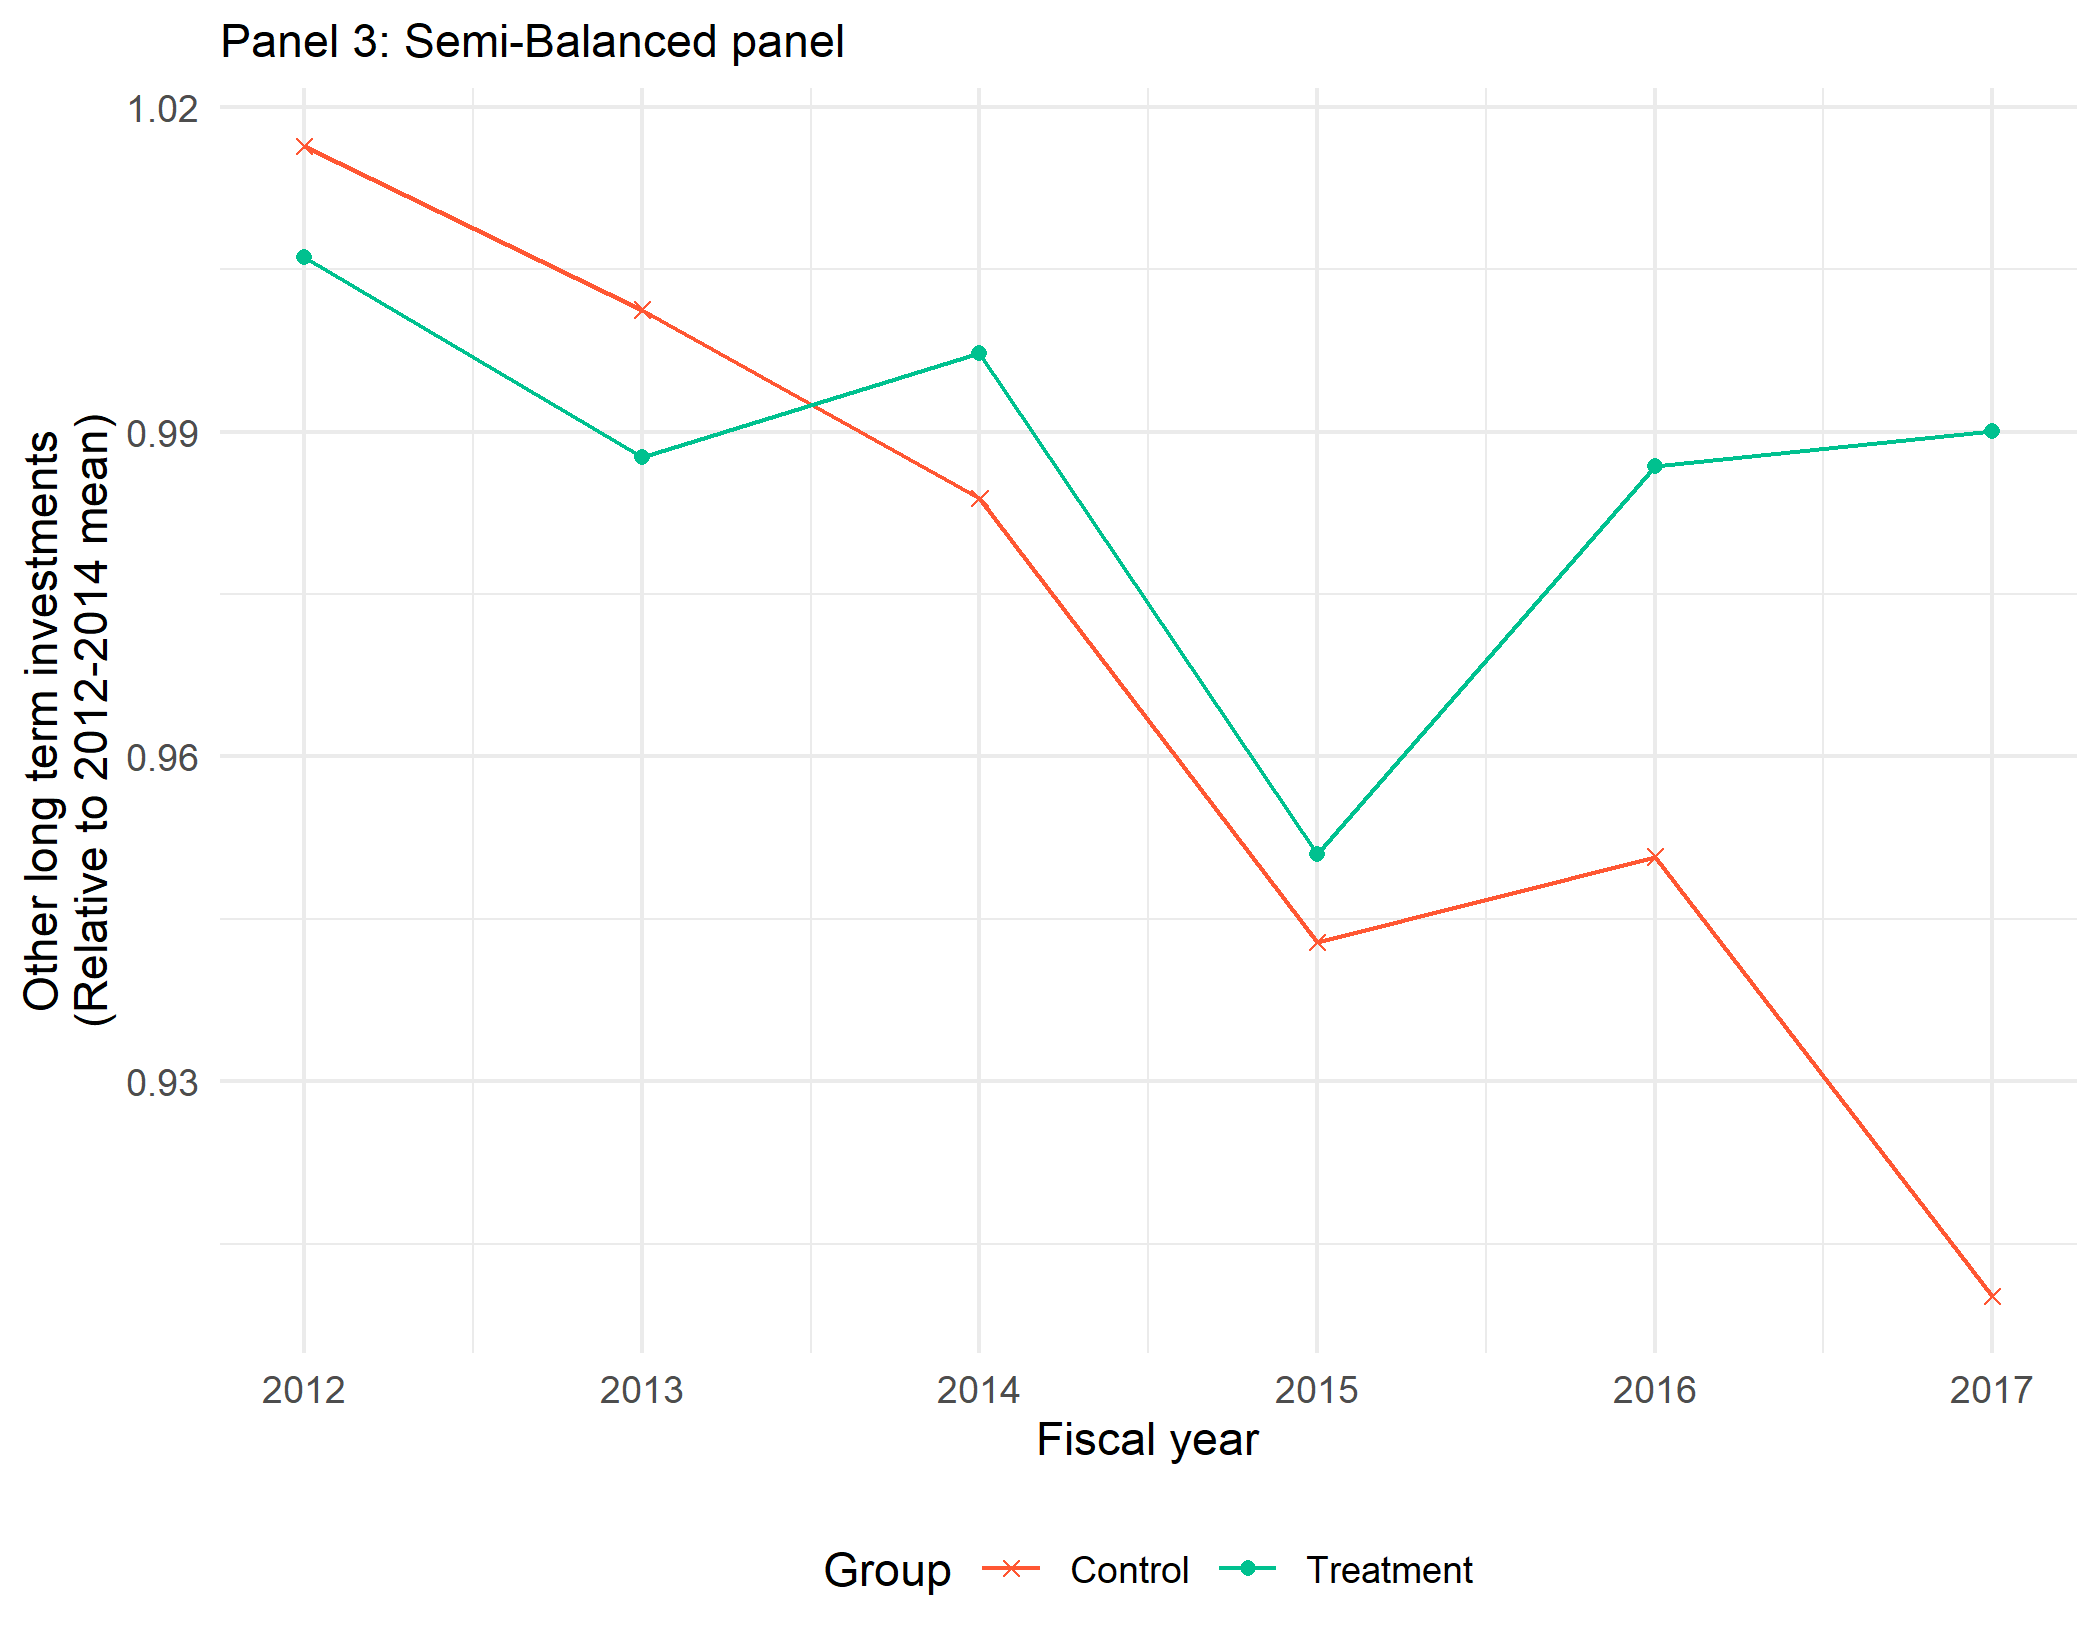 Panel 3: Semi-Balanced panel
Other long term investments
(Relative to 2012-2014 mean)
1.02
0.99
0.96
0.93
2012 2013 2014 2015 2016 2017
Fiscal year
Group Control Treatment